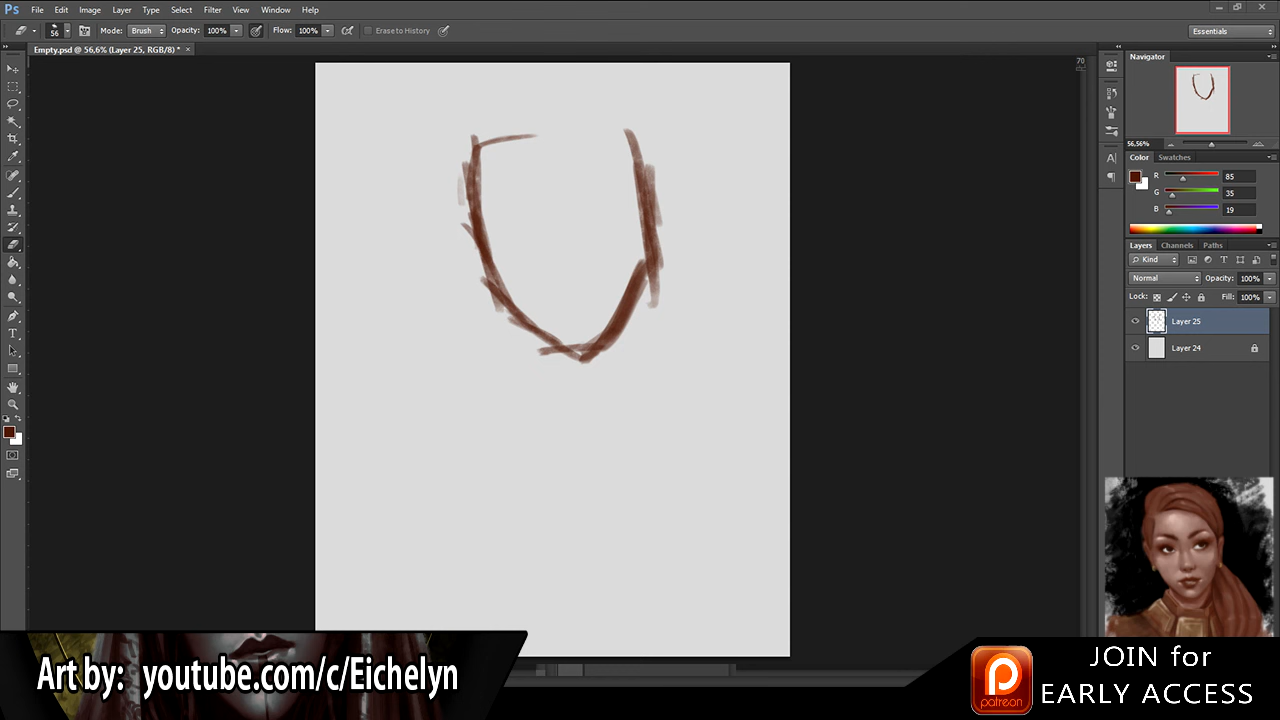 Ps File Edit Image Layer Type Select Filter View Window Help
56 Mode: Brush Opacity: 100% Flow: 100% Erase to History Essentials
Empty.psd @ 56,6% (Layer 25, RGB/8) * ×
70
Navigator
56,56%
Color Swatches
R 85
G 35
B 19
Layers Channels Paths
Kind
Normal Opacity: 100%
Lock: Fill: 100%
Layer 25
Layer 24
Art by: youtube.com/c/Eichelyn
patreon
JOIN for
EARLY ACCESS